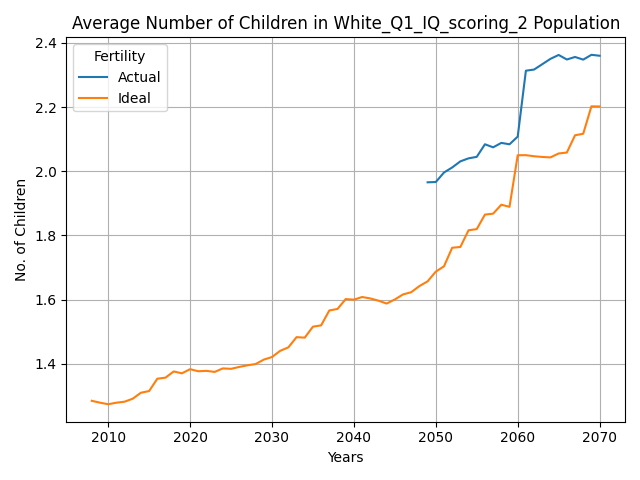 Average Number of Children in White_Q1_IQ_scoring_2 Population
Fertility
Actual
Ideal
No. of Children
2.4
2.2
2.0
1.8
1.6
1.4
2010 2020 2030 2040 2050 2060 2070
Years